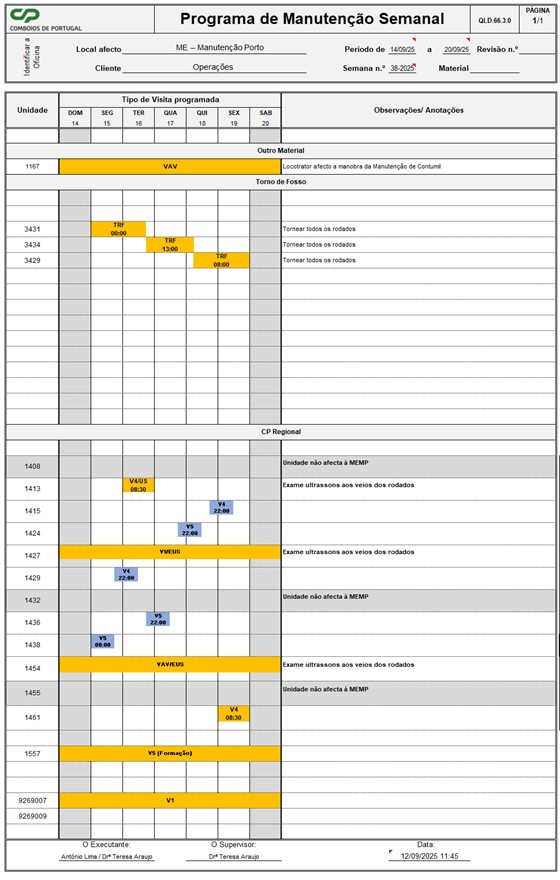 CP
COMBOIOS DE PORTUGAL
Programa de Manutenção Semanal
QLD.66.3.0
PÁGINA
1/1
Identificar a Oficina
Local afecto ME – Manutenção Porto
Período de 14/09/25 a 20/09/25 Revisão n.º
Cliente Operações
Semana n.º 38-2025 Material
Unidade
Tipo de Visita programada
Observações/ Anotações
DOM SEG TER QUA QUI SEX SAB
14 15 16 17 18 19 20
Outro Material
1167 VAV Locotrator afecto a manobra da Manutenção de Contumil
Torno de Fosso
3431 TRF 00:00 Tornear todos os rodados
3434 TRF 13:00 Tornear todos os rodados
3429 TRF 08:00 Tornear todos os rodados
CP Regional
1408 Unidade não afecta à MEMP
1413 V4/US 08:30 Exame ultrassons aos veios dos rodados
1415 V4 22:00
1424 V5 22:00
1427 VMEUS Exame ultrassons aos veios dos rodados
1429 V4 22:00
1432 Unidade não afecta à MEMP
1436 V5 22:00
1438 V5 00:00
1454 VAV/EUS Exame ultrassons aos veios dos rodados
1455 Unidade não afecta à MEMP
1461 V4 08:30
1557 V5 (Formação)
9269007 V1
9269009
O Executante: O Supervisor: Data:
António Lima / Drª Teresa Araujo Drª Teresa Araujo 12/09/2025 11:45